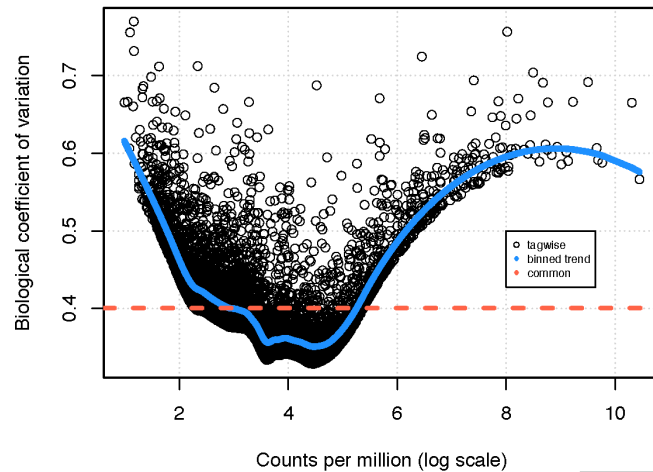 Biological coefficient of variation
0.7
0.6
0.5
0.4
tagwise
binned trend
common
2 4 6 8 10
Counts per million (log scale)